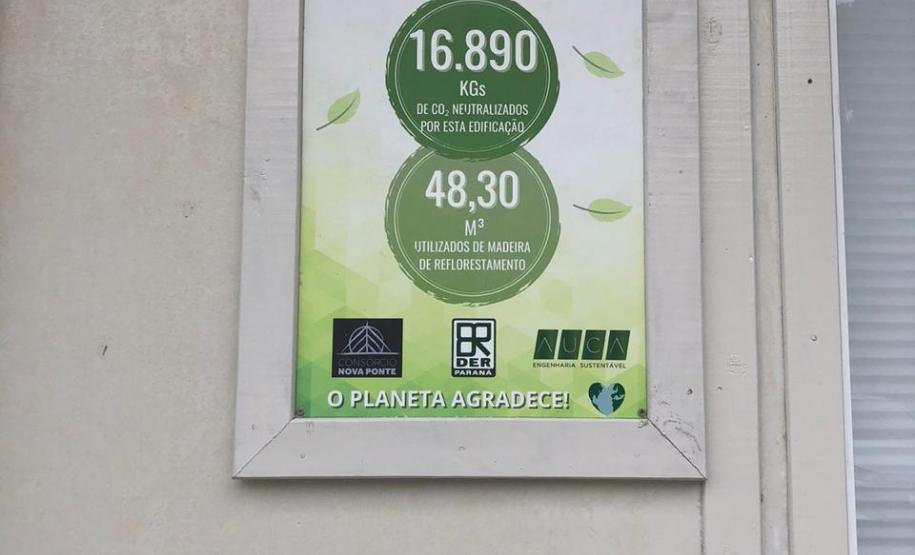 16.890
KGs
DE CO₂ NEUTRALIZADOS
POR ESTA EDIFICAÇÃO
48,30
M³
UTILIZADOS DE MADEIRA
DE REFLORESTAMENTO
CONSÓRCIO
NOVA PONTE
DER
PARANÁ
AUCA
ENGENHARIA SUSTENTÁVEL
O PLANETA AGRADECE!